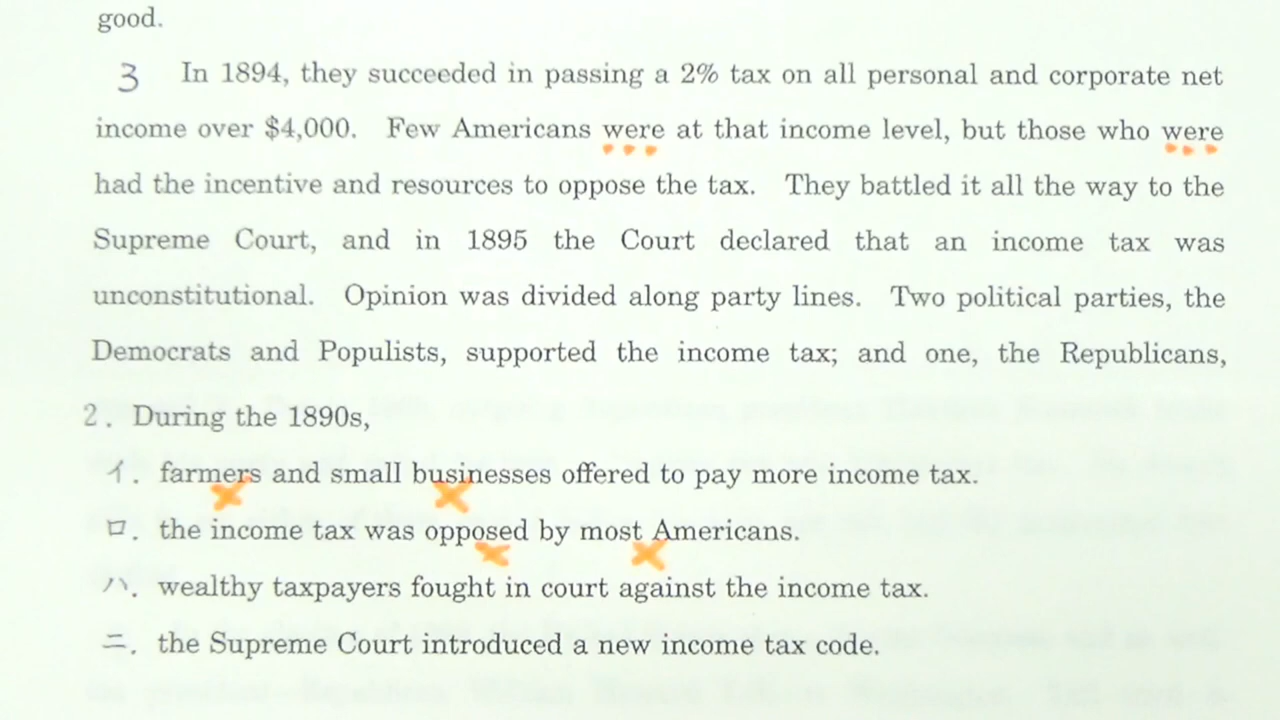 good.
3 In 1894, they succeeded in passing a 2% tax on all personal and corporate net
income over $4,000. Few Americans were at that income level, but those who were
had the incentive and resources to oppose the tax. They battled it all the way to the
Supreme Court, and in 1895 the Court declared that an income tax was
unconstitutional. Opinion was divided along party lines. Two political parties, the
Democrats and Populists, supported the income tax; and one, the Republicans,
2. During the 1890s,
イ. farmers and small businesses offered to pay more income tax.
ロ. the income tax was opposed by most Americans.
ハ. wealthy taxpayers fought in court against the income tax.
ニ. the Supreme Court introduced a new income tax code.